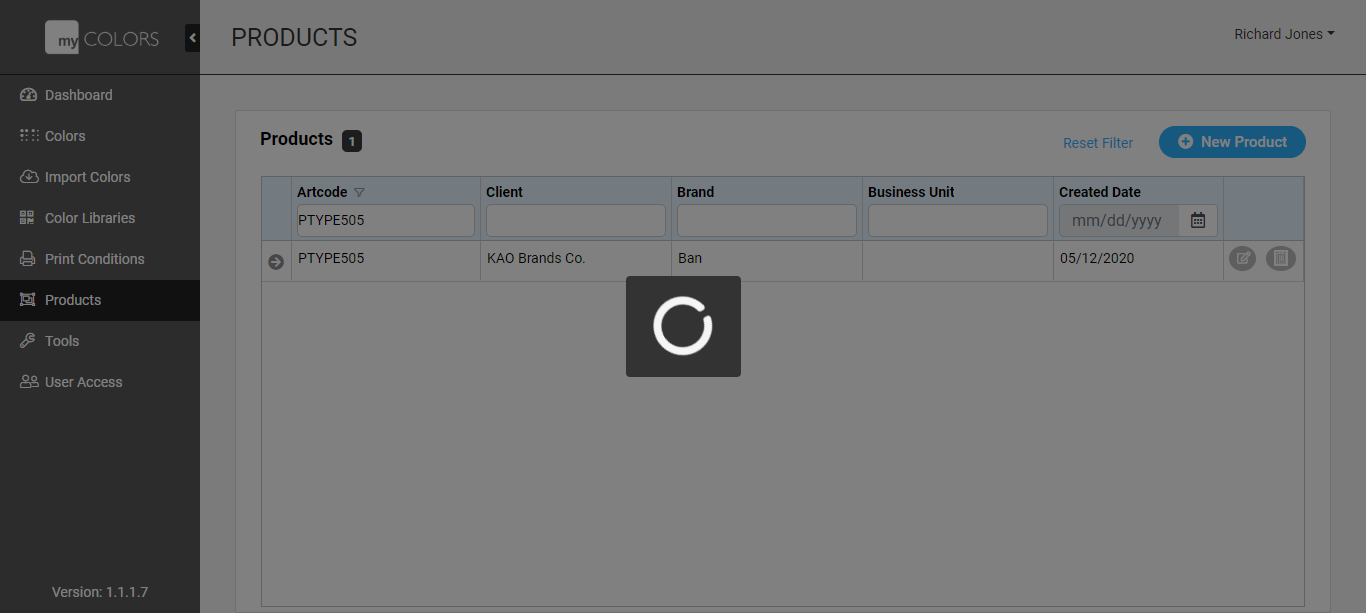 my COLORS
PRODUCTS
Richard Jones
Dashboard
Colors
Import Colors
Color Libraries
Print Conditions
Products
Tools
User Access
Version: 1.1.1.7
Products 1
Reset Filter
New Product
Artcode Client Brand Business Unit Created Date
PTYPE505 mm/dd/yyyy
PTYPE505 KAO Brands Co. Ban 05/12/2020